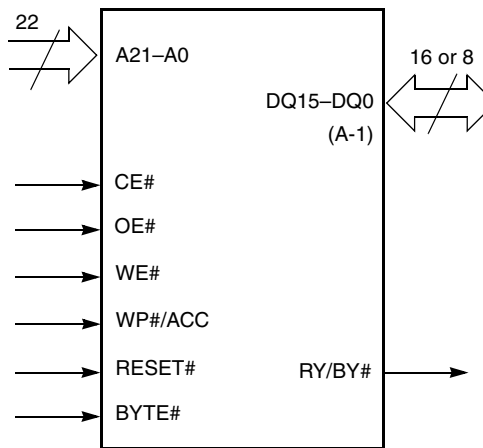 22
A21–A0
16 or 8
DQ15–DQ0
(A-1)
CE#
OE#
WE#
WP#/ACC
RESET#
RY/BY#
BYTE#